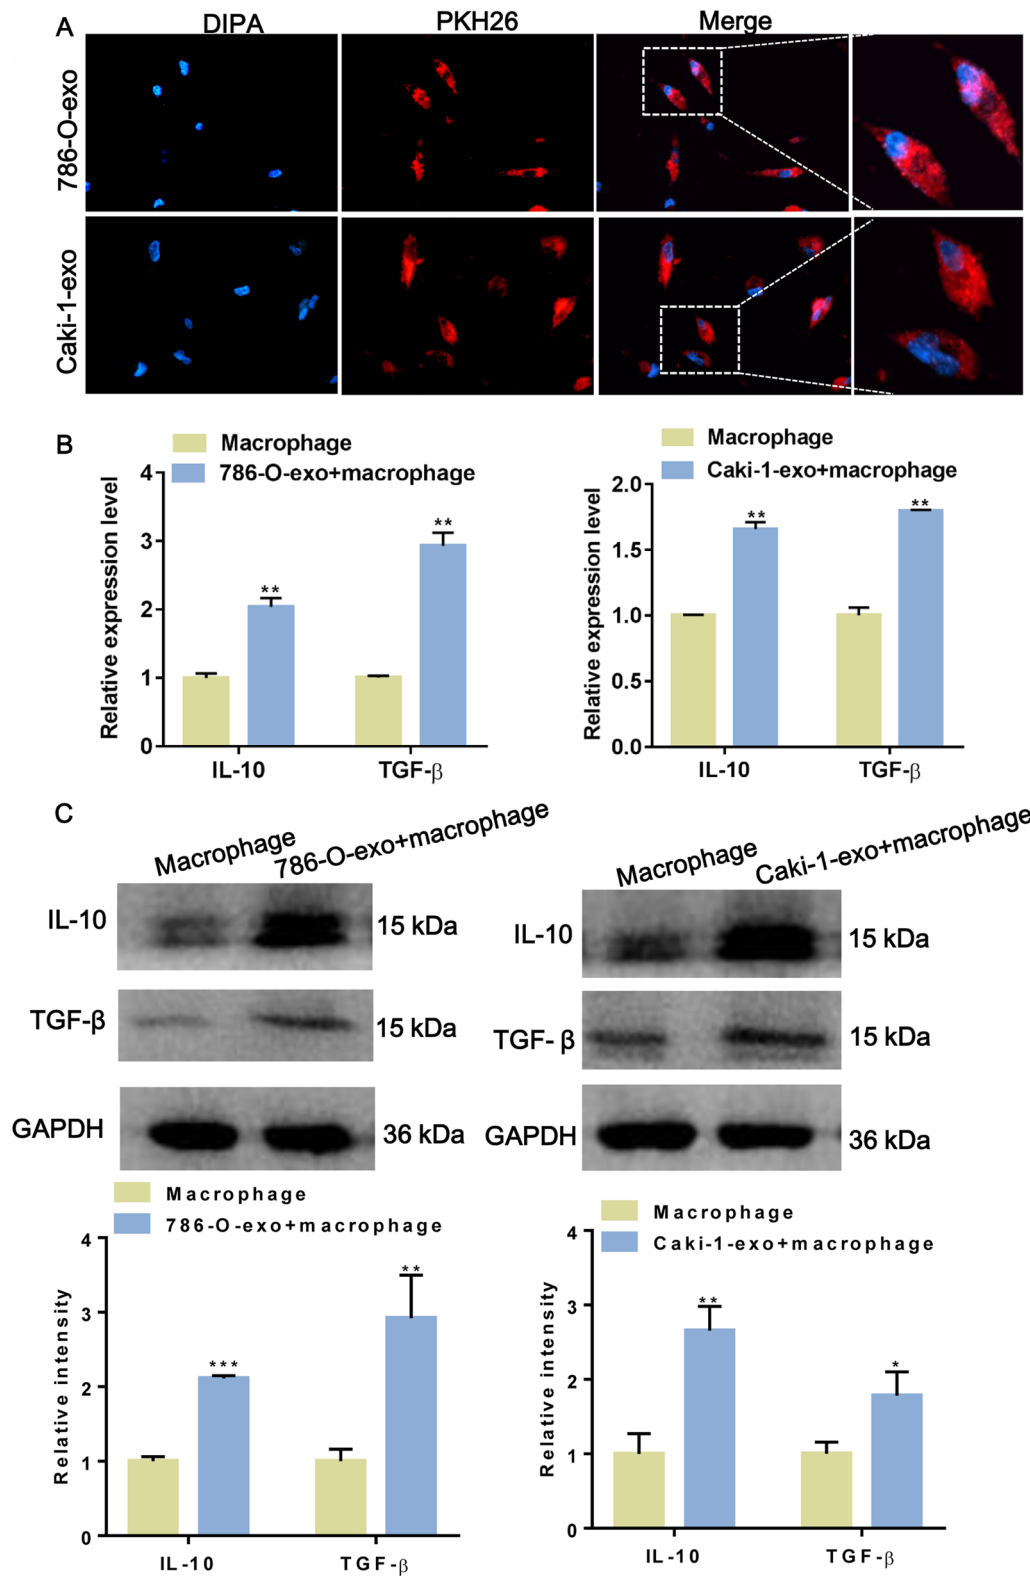 A
DIPA
PKH26
Merge
786-O-exo
Caki-1-exo
B
Macrophage
786-O-exo+macrophage
Relative expression level
4
3
2
1
0
**
**
IL-10
TGF-β
Macrophage
Caki-1-exo+macrophage
Relative expression level
2.0
1.5
1.0
0.5
0.0
**
**
IL-10
TGF-β
C
Macrophage
786-O-exo+macrophage
IL-10
15 kDa
TGF-β
15 kDa
GAPDH
36 kDa
Macrophage
Caki-1-exo+macrophage
IL-10
15 kDa
TGF- β
15 kDa
GAPDH
36 kDa
Macrophage
786-O-exo+macrophage
Relative intensity
4
3
2
1
0
***
**
IL-10
TGF-β
Macrophage
Caki-1-exo+macrophage
Relative intensity
4
3
2
1
0
**
*
IL-10
TGF-β